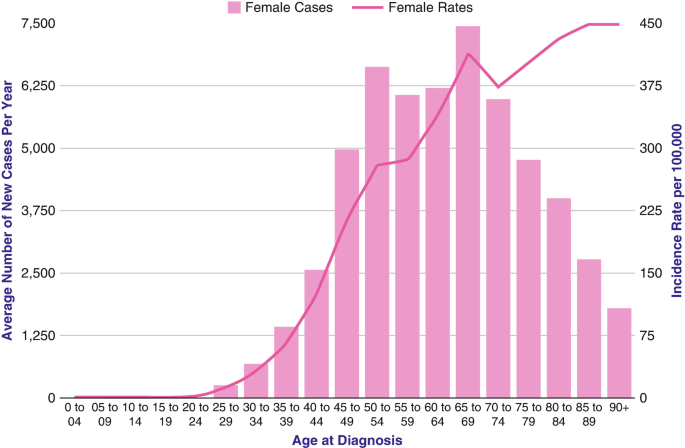 Female Cases Female Rates
7,500
6,250
5,000
3,750
2,500
1,250
0
450
375
300
225
150
75
0
Average Number of New Cases Per Year
Incidence Rate per 100,000
0 to 05 to 10 to 15 to 20 to 25 to 30 to 35 to 40 to 45 to 50 to 55 to 60 to 65 to 70 to 75 to 80 to 85 to 90+
04 09 14 19 24 29 34 39 44 49 54 59 64 69 74 79 84 89
Age at Diagnosis